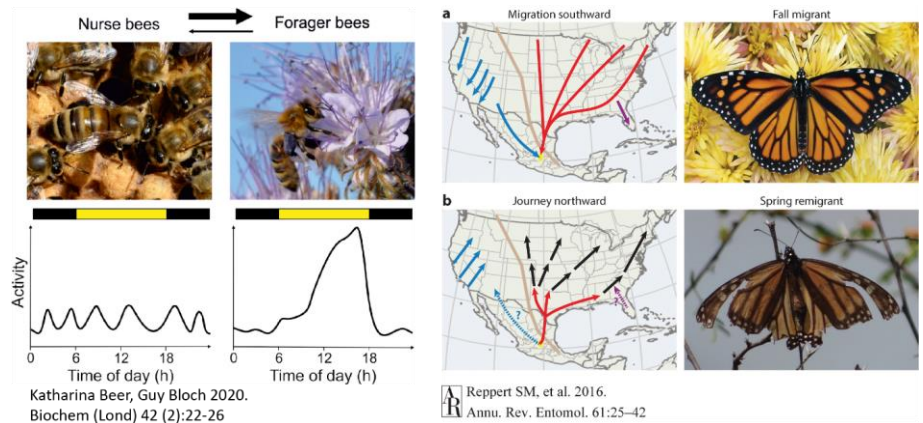 Nurse bees
Forager bees
Activity
0 6 12 18
Time of day (h)
0 6 12 18
Time of day (h)
Katharina Beer, Guy Bloch 2020.
Biochem (Lond) 42 (2):22-26
a
Migration southward
Fall migrant
b
Journey northward
Spring remigrant
?
?
AR
Reppert SM, et al. 2016.
Annu. Rev. Entomol. 61:25–42